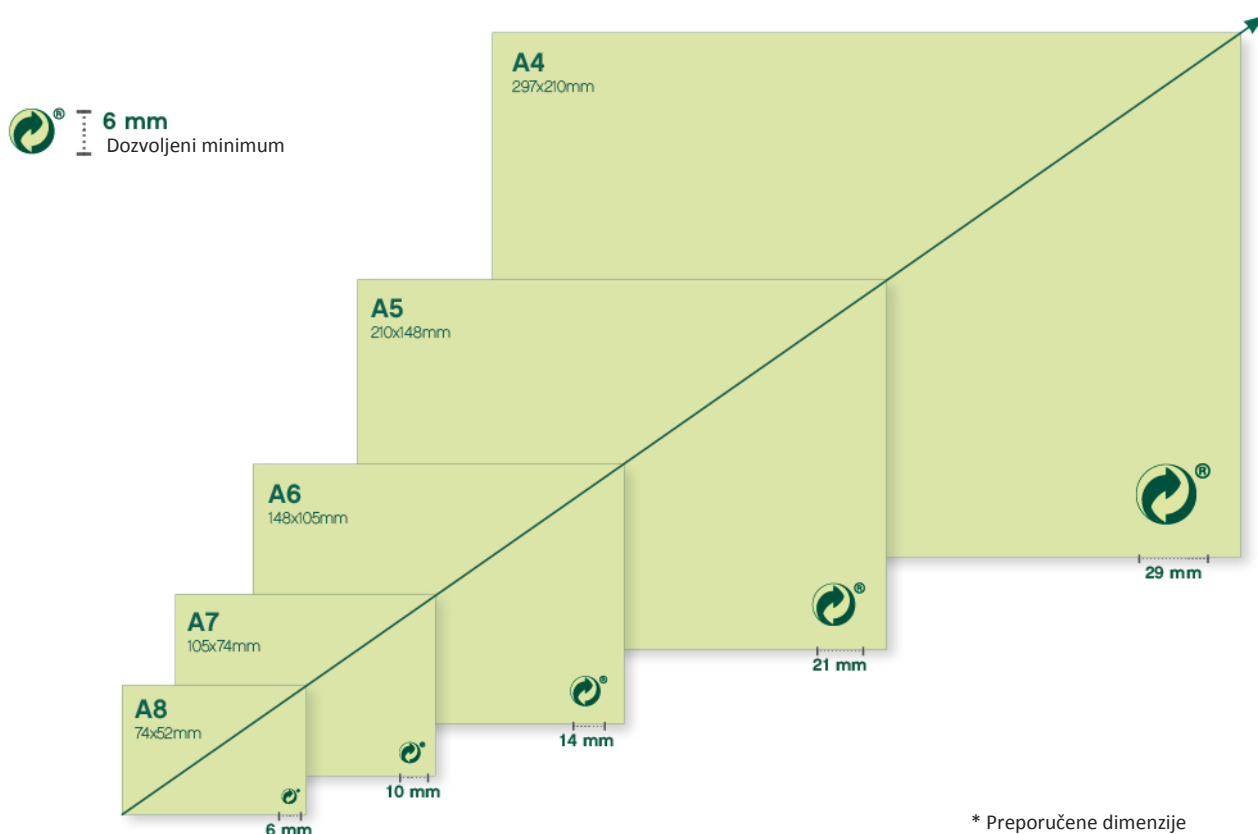 A4
297x210mm
®
6 mm
Dozvoljeni minimum
A5
210x148mm
A6
148x105mm
®
29 mm
A7
105x74mm
®
21 mm
A8
74x52mm
®
14 mm
10 mm
6 mm
* Preporučene dimenzije